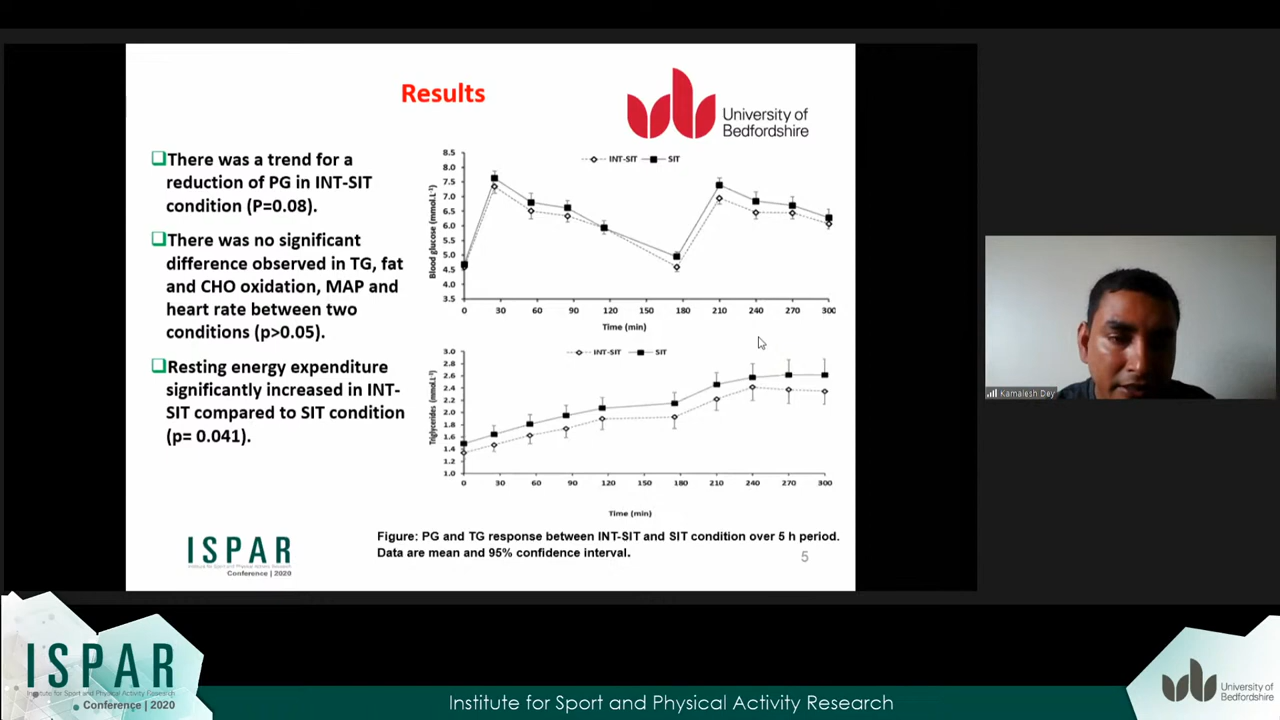 Results
University of
Bedfordshire
There was a trend for a
reduction of PG in INT-SIT
condition (P=0.08).
There was no significant
difference observed in TG, fat
and CHO oxidation, MAP and
heart rate between two
conditions (p>0.05).
Resting energy expenditure
significantly increased in INT-
SIT compared to SIT condition
(p= 0.041).
INT-SIT SIT
Blood glucose (mmol.L-1)
8.5
8.0
7.5
7.0
6.5
6.0
5.5
5.0
4.5
4.0
3.5
0 30 60 90 120 150 180 210 240 270 300
Time (min)
INT-SIT SIT
Triglycerides (mmol.L-1)
3.0
2.8
2.6
2.4
2.2
2.0
1.8
1.6
1.4
1.2
1.0
0 30 60 90 120 150 180 210 240 270 300
Time (min)
Figure: PG and TG response between INT-SIT and SIT condition over 5 h period.
Data are mean and 95% confidence interval.
5
ISPAR
Institute for Sport and Physical Activity Research
Conference | 2020
Kamalesh Dey
ISPAR
Institute for Sport and Physical Activity Research
Conference | 2020
Institute for Sport and Physical Activity Research
University of
Bedfordshire